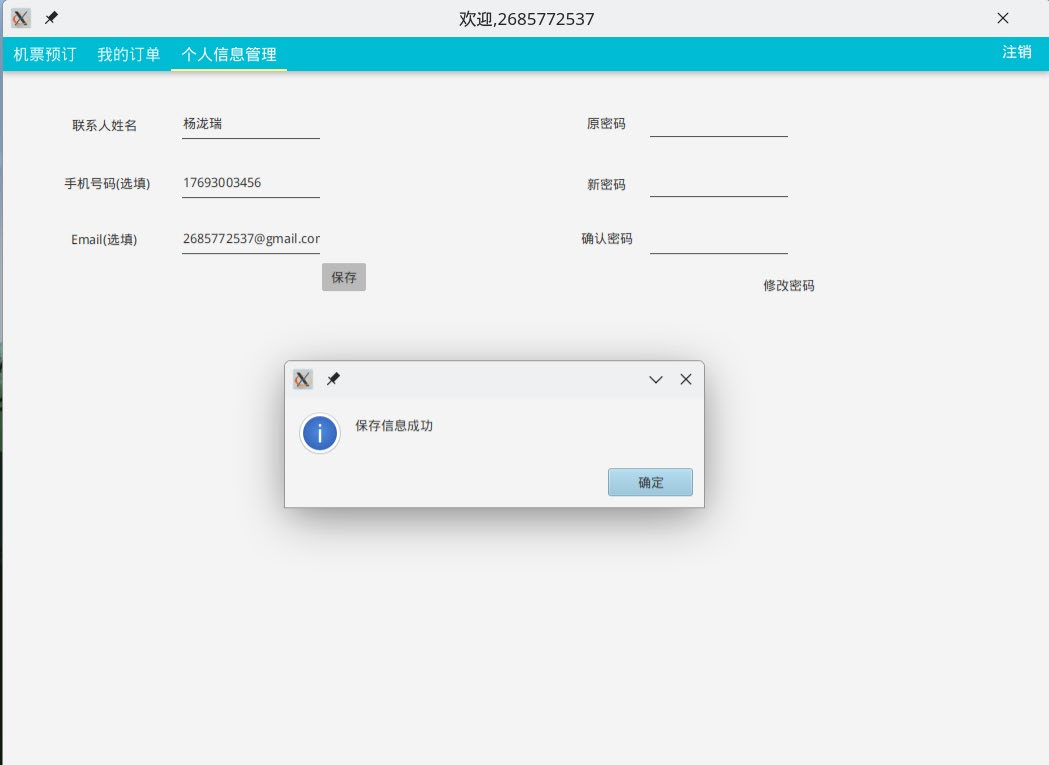 欢迎,2685772537
机票预订 我的订单 个人信息管理 注销
联系人姓名 杨泷瑞
原密码
手机号码(选填) 17693003456
新密码
Email(选填) 2685772537@gmail.cor
确认密码
保存
修改密码
保存信息成功
确定